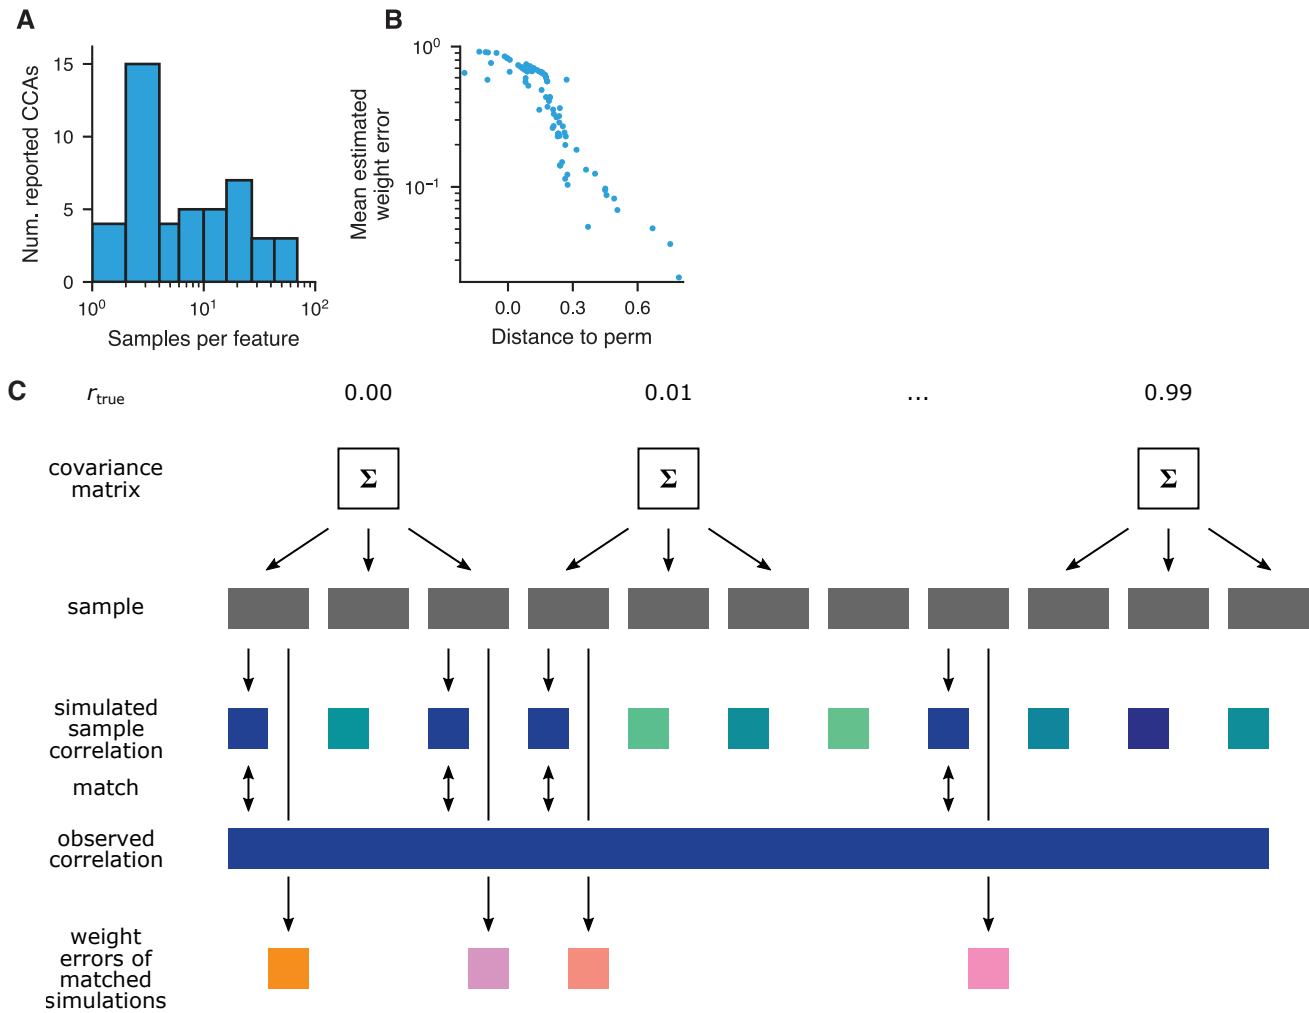 A
B
15
10
5
0
Num. reported CCAs
10⁰
10¹
10²
Samples per feature
10⁰
10⁻¹
Mean estimated
weight error
0.0
0.3
0.6
Distance to perm
C
r_true
0.00
0.01
...
0.99
covariance
matrix
Σ
Σ
Σ
sample
simulated
sample
correlation
match
observed
correlation
weight
errors of
matched
simulations